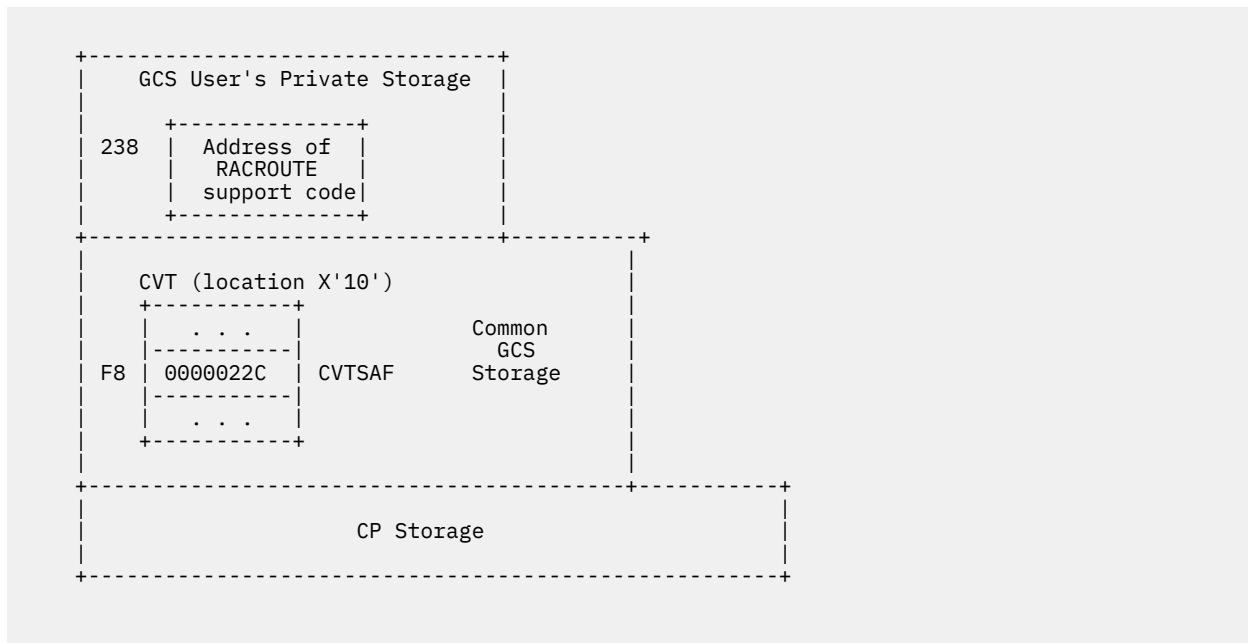 GCS User's Private Storage
238 Address of
RACROUTE
support code
CVT (location X'10')
. . . Common
GCS
F8 0000022C CVTSAF Storage
. . .
CP Storage